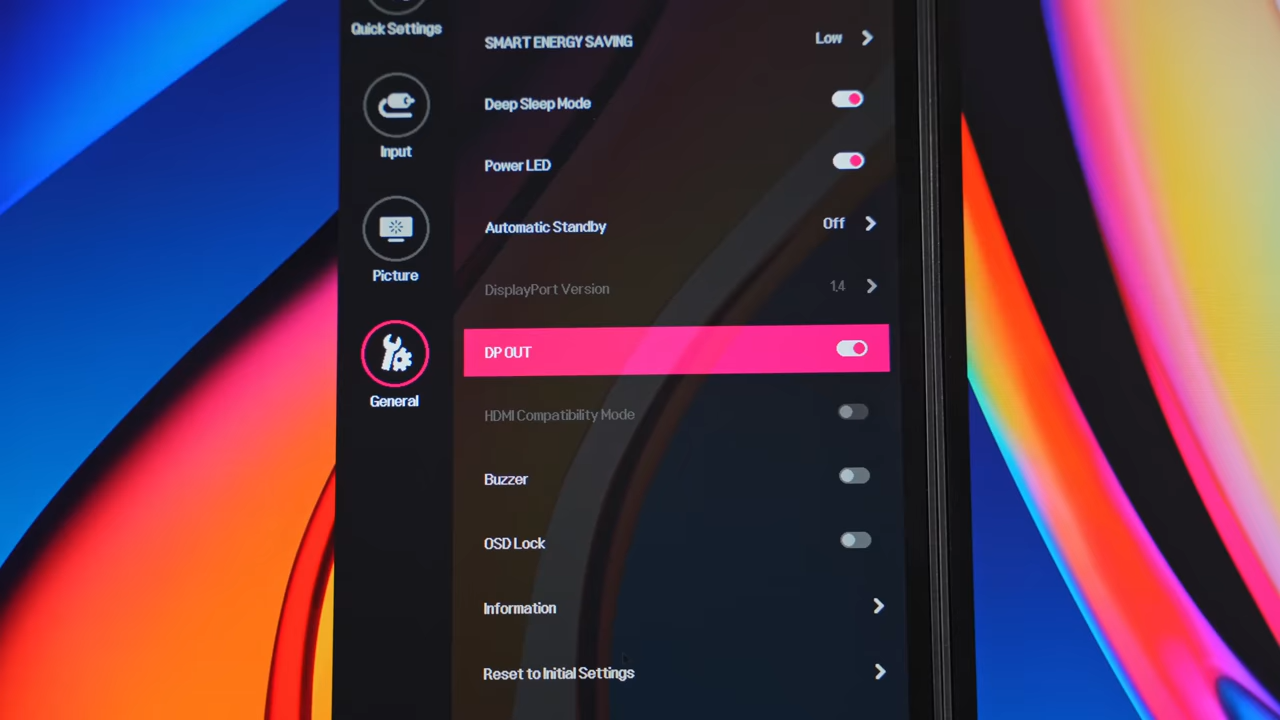 Quick Settings
Input
Picture
General
SMART ENERGY SAVING Low
Deep Sleep Mode
Power LED
Automatic Standby Off
DisplayPort Version 1.4
DP OUT
HDMI Compatibility Mode
Buzzer
OSD Lock
Information
Reset to Initial Settings